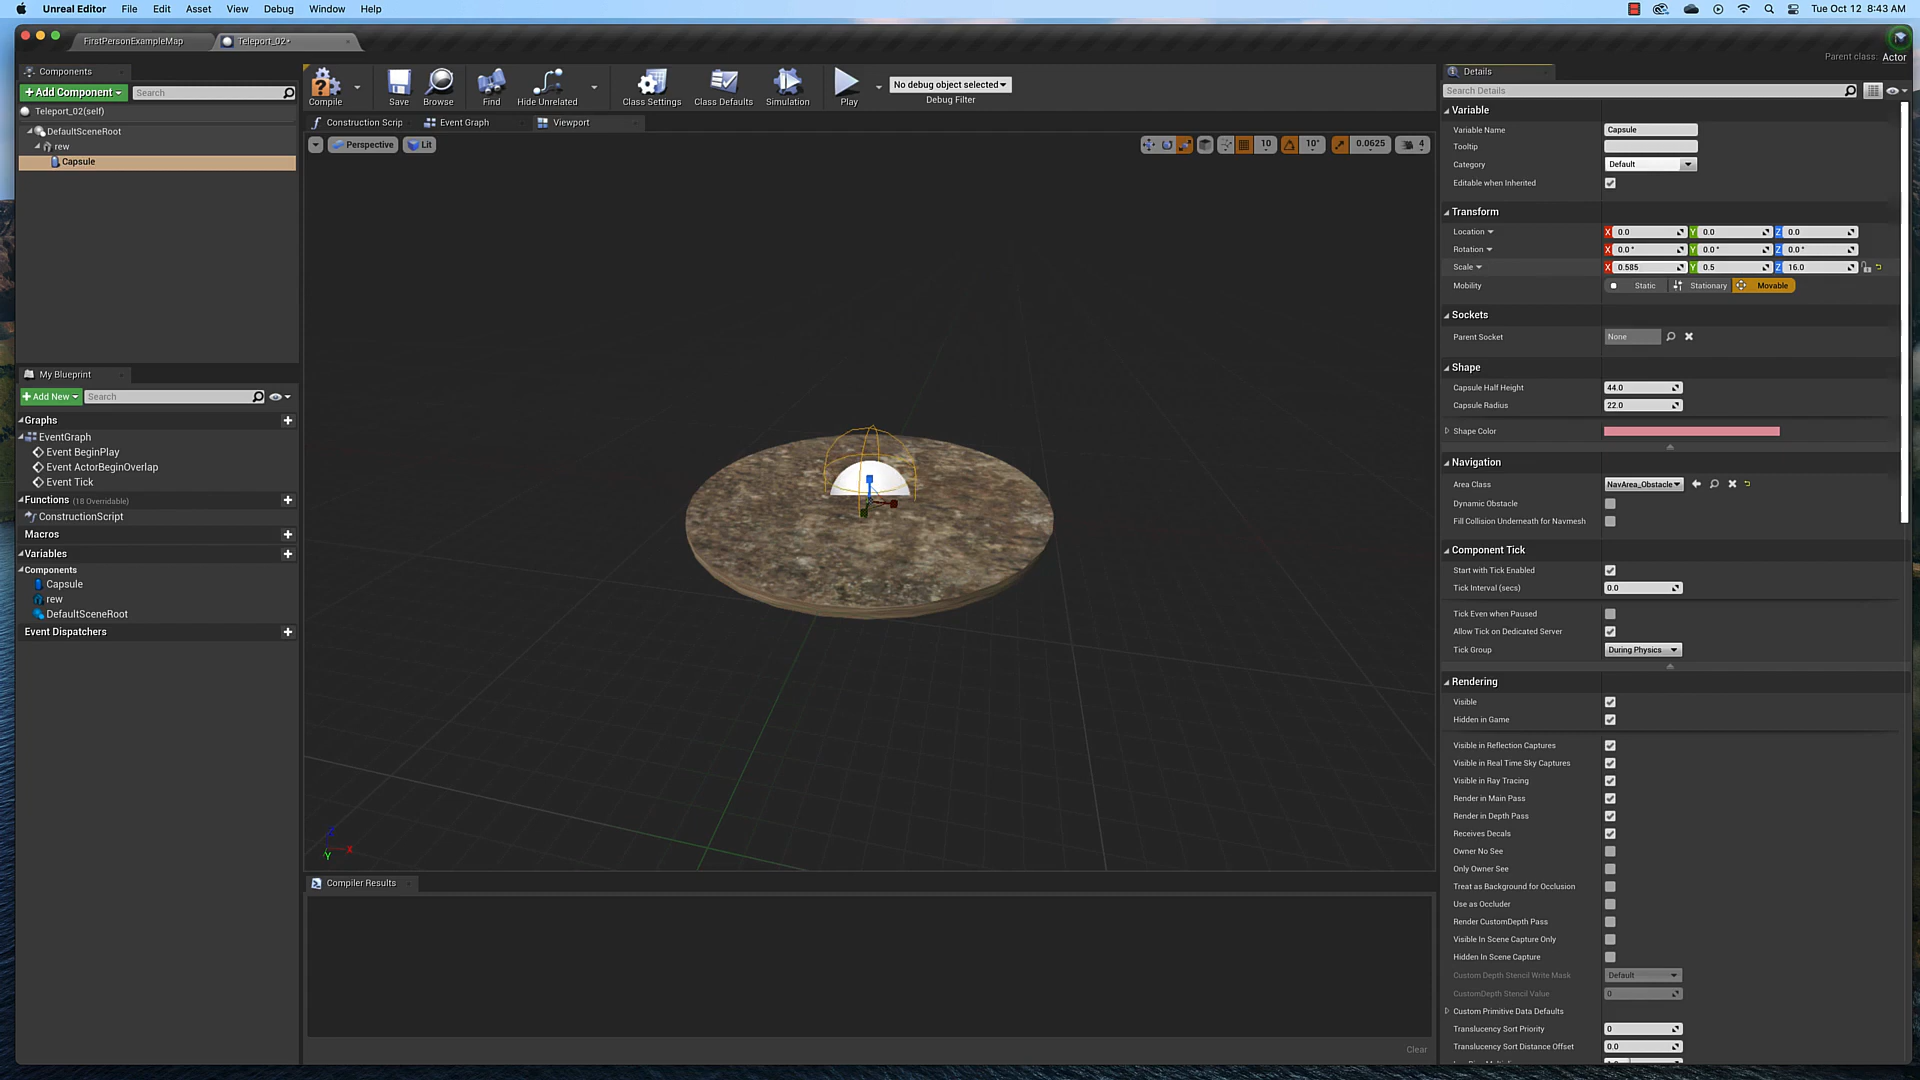 Unreal Editor File Edit Asset View Debug Window Help
Tue Oct 12 8:43 AM
FirstPersonExampleMap
Teleport_02•
Parent class: Actor
Components
+ Add Component
Search
Teleport_02(self)
DefaultSceneRoot
rew
Capsule
My Blueprint
+ Add New
Search
Graphs
EventGraph
Event BeginPlay
Event ActorBeginOverlap
Event Tick
Functions (18 Overridable)
ConstructionScript
Macros
Variables
Components
Capsule
rew
DefaultSceneRoot
Event Dispatchers
Compile
Save
Browse
Find
Hide Unrelated
Class Settings
Class Defaults
Simulation
Play
No debug object selected
Debug Filter
Construction Scrip
Event Graph
Viewport
Perspective
Lit
10
10°
0.0625
4
Z
X
Y
Compiler Results
Clear
Details
Search Details
Variable
Variable Name Capsule
Tooltip
Category Default
Editable when Inherited
Transform
Location X 0.0 Y 0.0 Z 0.0
Rotation X 0.0° Y 0.0° Z 0.0°
Scale X 0.585 Y 0.5 Z 16.0
Mobility Static Stationary Movable
Sockets
Parent Socket None
Shape
Capsule Half Height 44.0
Capsule Radius 22.0
Shape Color
Navigation
Area Class NavArea_Obstacle
Dynamic Obstacle
Fill Collision Underneath for Navmesh
Component Tick
Start with Tick Enabled
Tick Interval (secs) 0.0
Tick Even when Paused
Allow Tick on Dedicated Server
Tick Group During Physics
Rendering
Visible
Hidden in Game
Visible in Reflection Captures
Visible in Real Time Sky Captures
Visible in Ray Tracing
Render in Main Pass
Render in Depth Pass
Receives Decals
Owner No See
Only Owner See
Treat as Background for Occlusion
Use as Occluder
Render CustomDepth Pass
Visible In Scene Capture Only
Hidden In Scene Capture
Custom Depth Stencil Write Mask Default
CustomDepth Stencil Value 0
Custom Primitive Data Defaults
Translucency Sort Priority 0
Translucency Sort Distance Offset 0.0